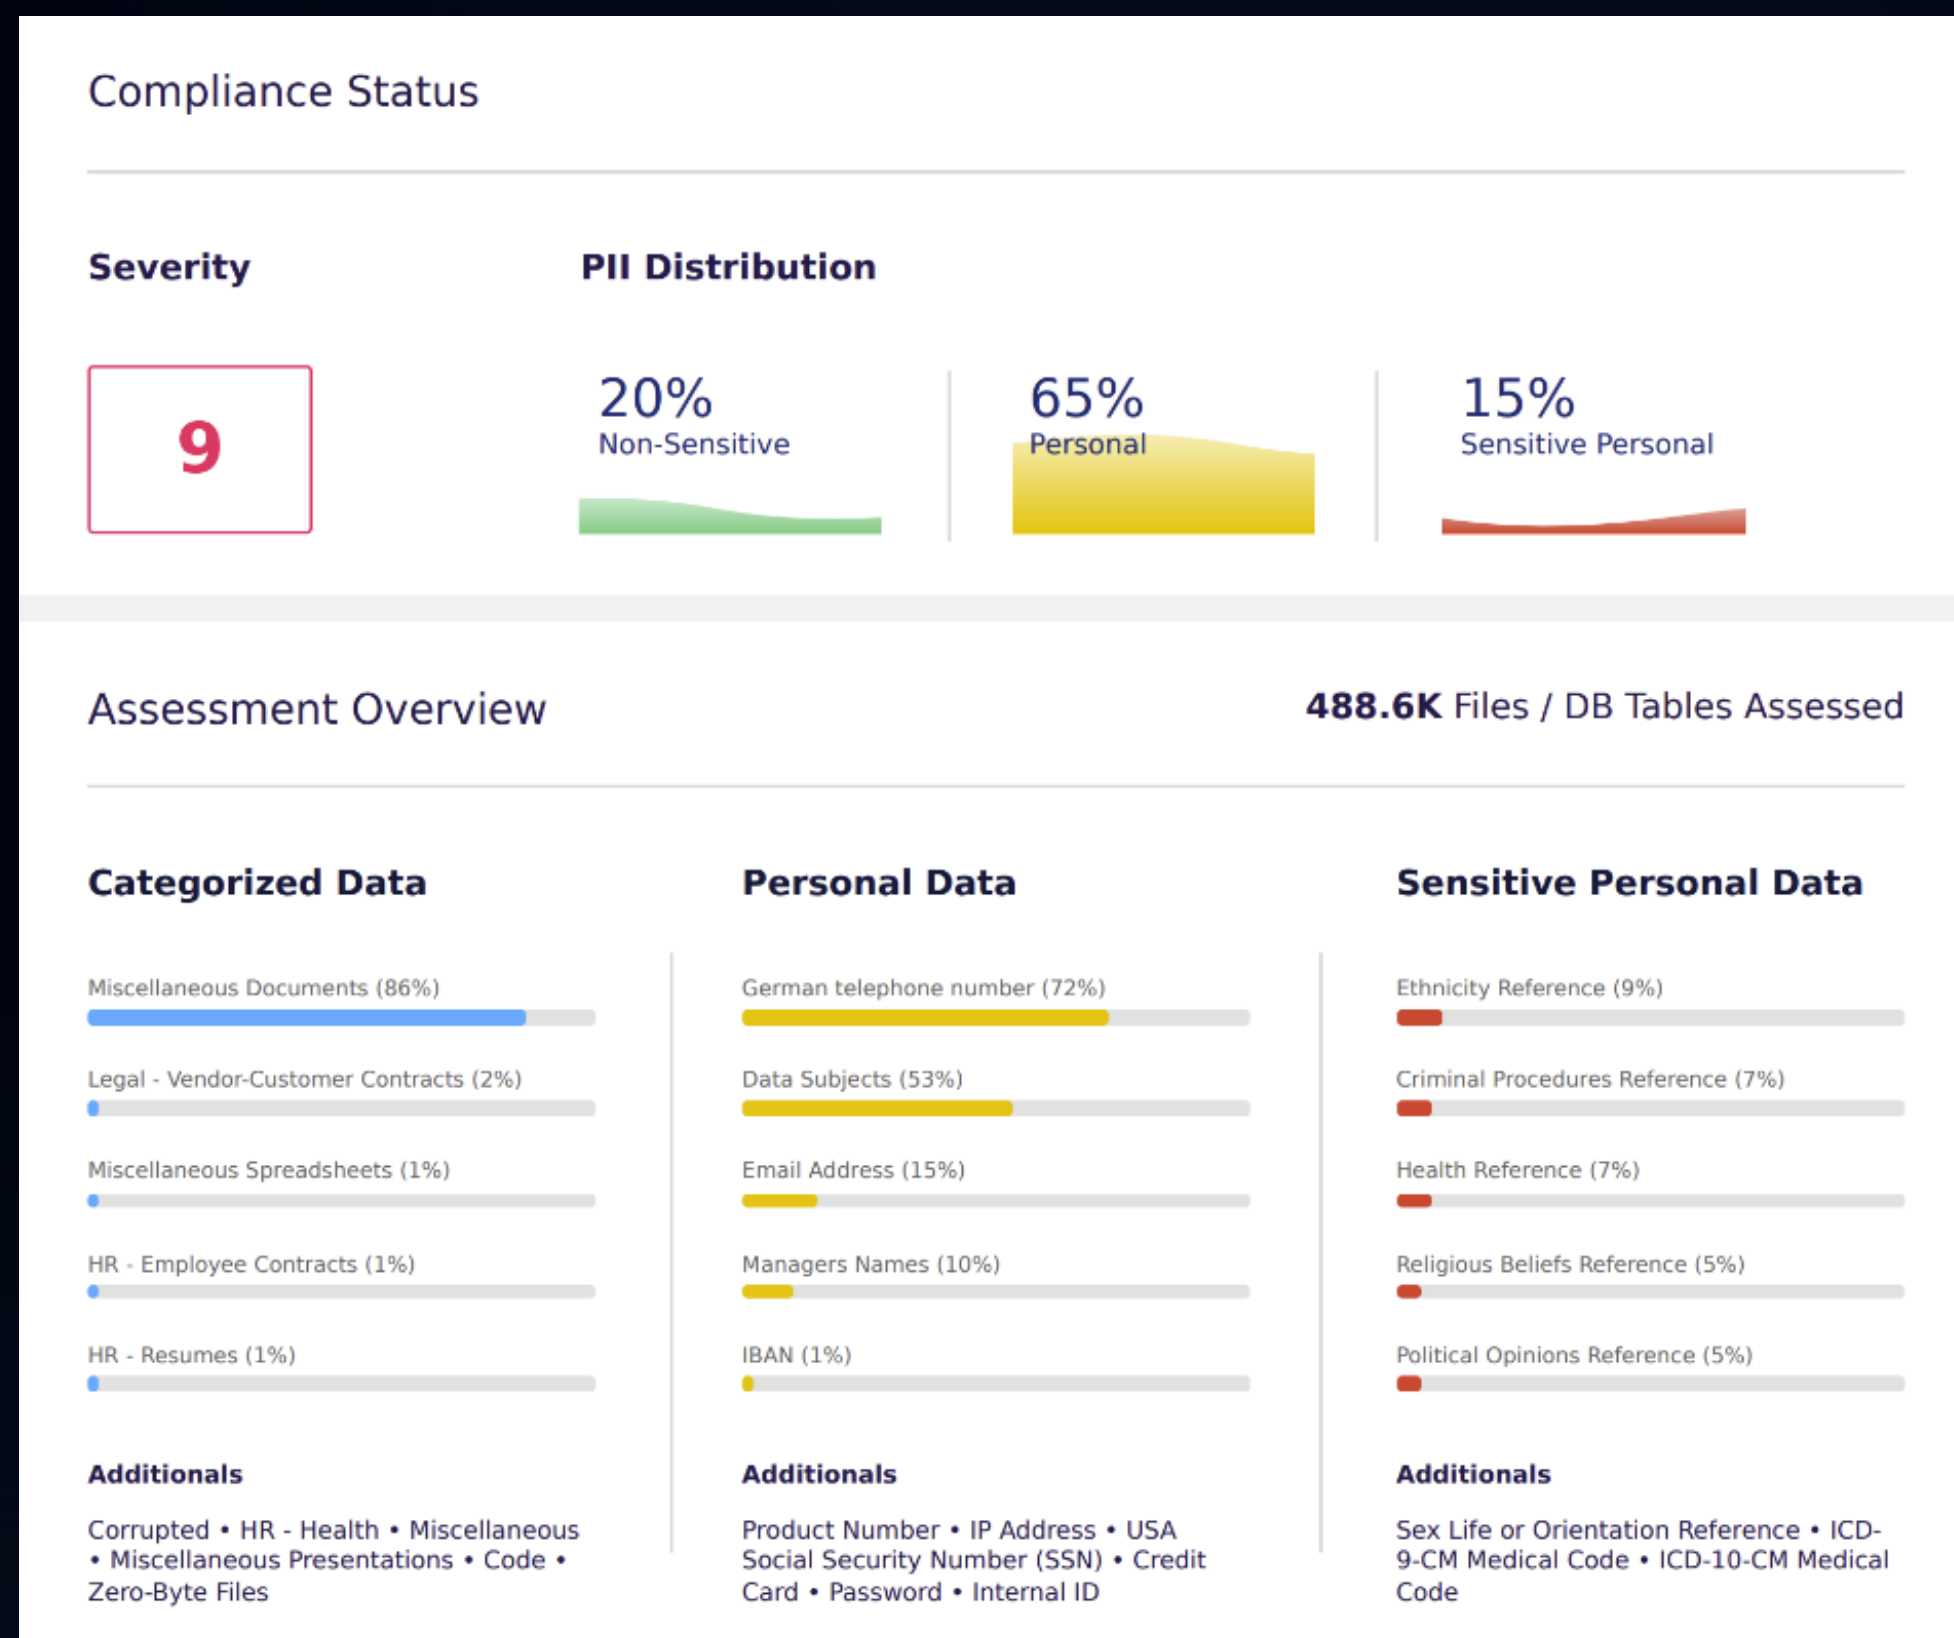 Compliance Status
Severity
PII Distribution
9
20%
Non-Sensitive
65%
Personal
15%
Sensitive Personal
Assessment Overview
488.6K Files / DB Tables Assessed
Categorized Data
Miscellaneous Documents (86%)
Legal - Vendor-Customer Contracts (2%)
Miscellaneous Spreadsheets (1%)
HR - Employee Contracts (1%)
HR - Resumes (1%)
Additionals
Corrupted • HR - Health • Miscellaneous
• Miscellaneous Presentations • Code •
Zero-Byte Files
Personal Data
German telephone number (72%)
Data Subjects (53%)
Email Address (15%)
Managers Names (10%)
IBAN (1%)
Additionals
Product Number • IP Address • USA
Social Security Number (SSN) • Credit
Card • Password • Internal ID
Sensitive Personal Data
Ethnicity Reference (9%)
Criminal Procedures Reference (7%)
Health Reference (7%)
Religious Beliefs Reference (5%)
Political Opinions Reference (5%)
Additionals
Sex Life or Orientation Reference • ICD-
9-CM Medical Code • ICD-10-CM Medical
Code